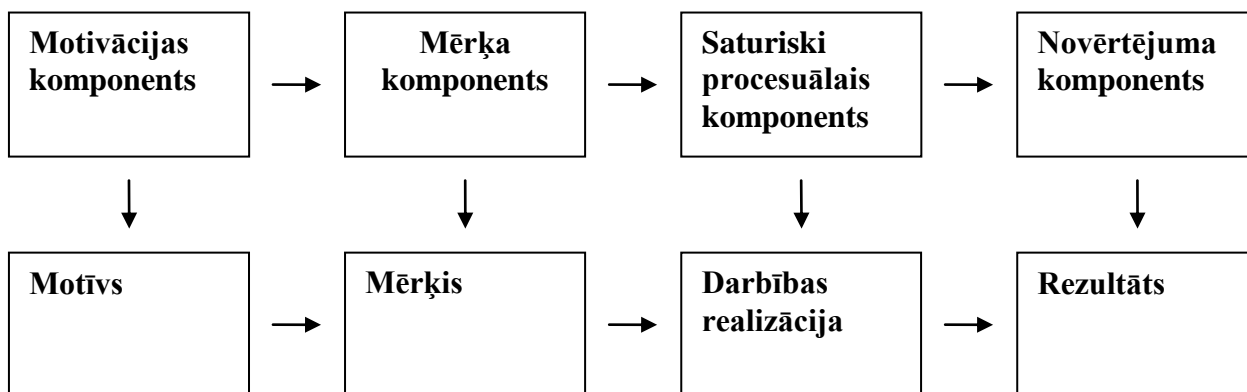 Motivācijas
komponents
Mērķa
komponents
Saturiski
procesuālais
komponents
Novērtējuma
komponents
Motīvs
Mērķis
Darbības
realizācija
Rezultāts